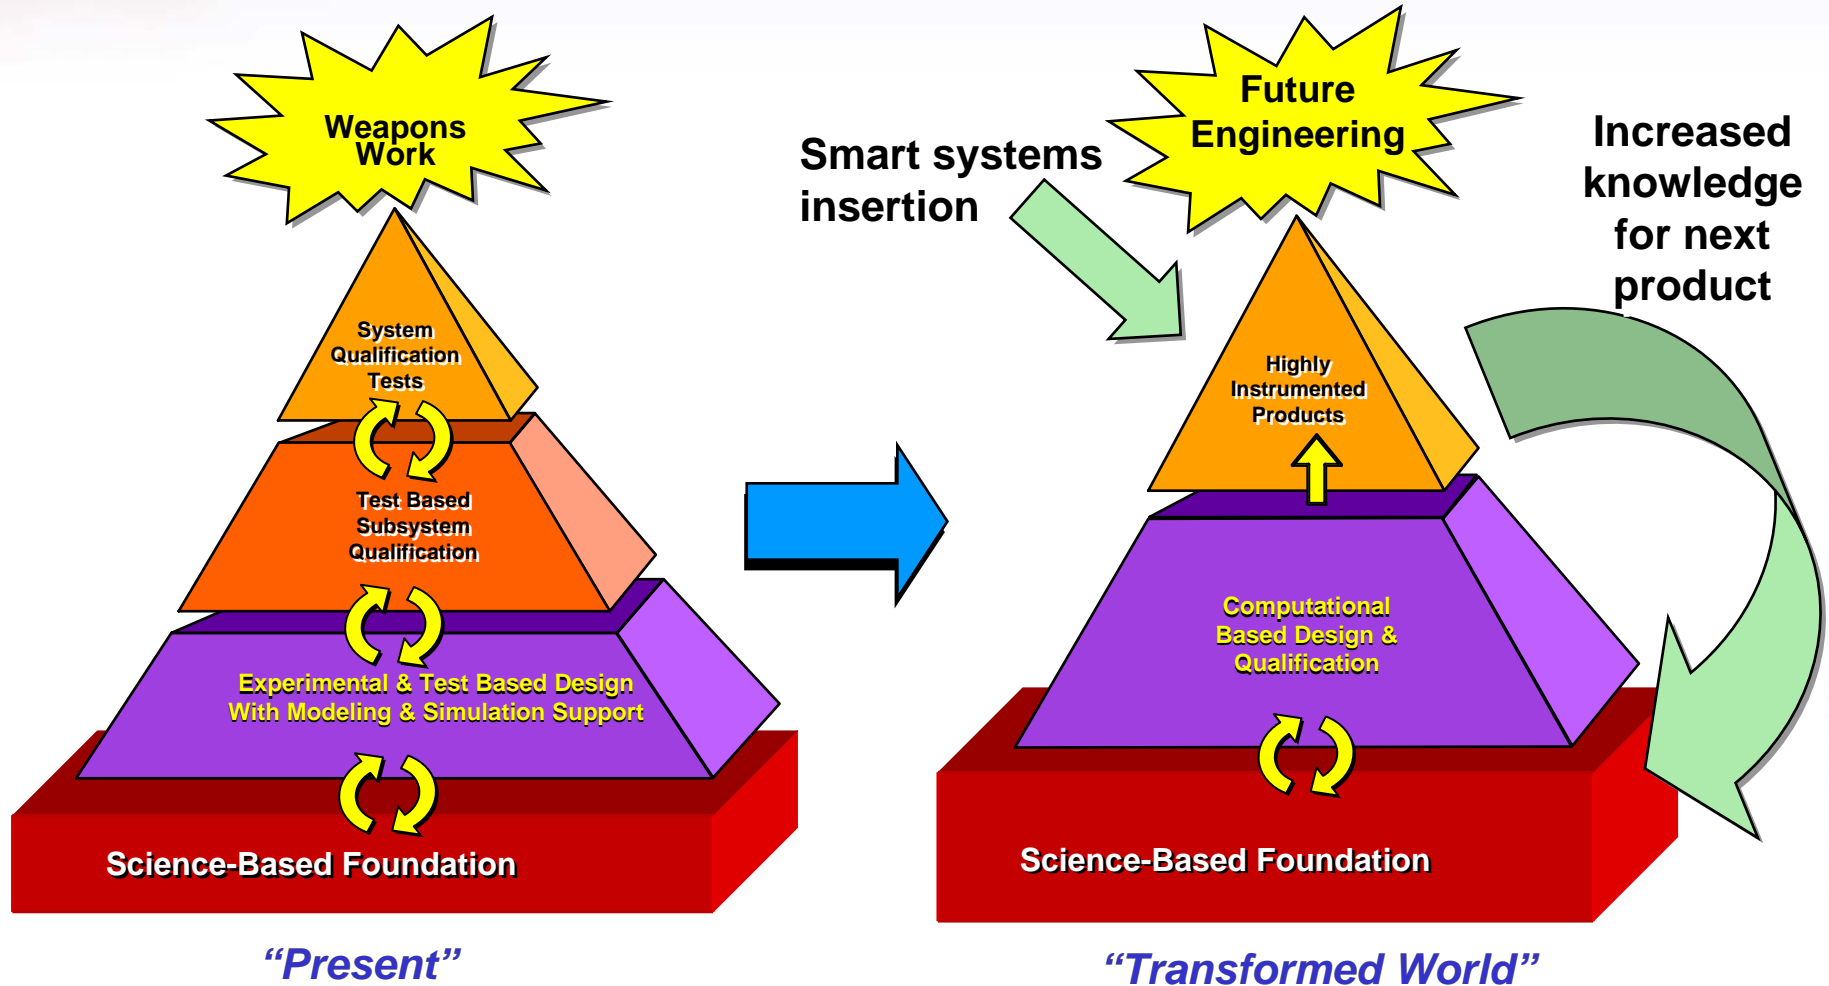 Weapons
Work
System
Qualification
Tests
Test Based
Subsystem
Qualification
Experimental & Test Based Design
With Modeling & Simulation Support
Science-Based Foundation
“Present”
Smart systems
insertion
Future
Engineering
Increased
knowledge
for next
product
Highly
Instrumented
Products
Computational
Based Design &
Qualification
Science-Based Foundation
“Transformed World”